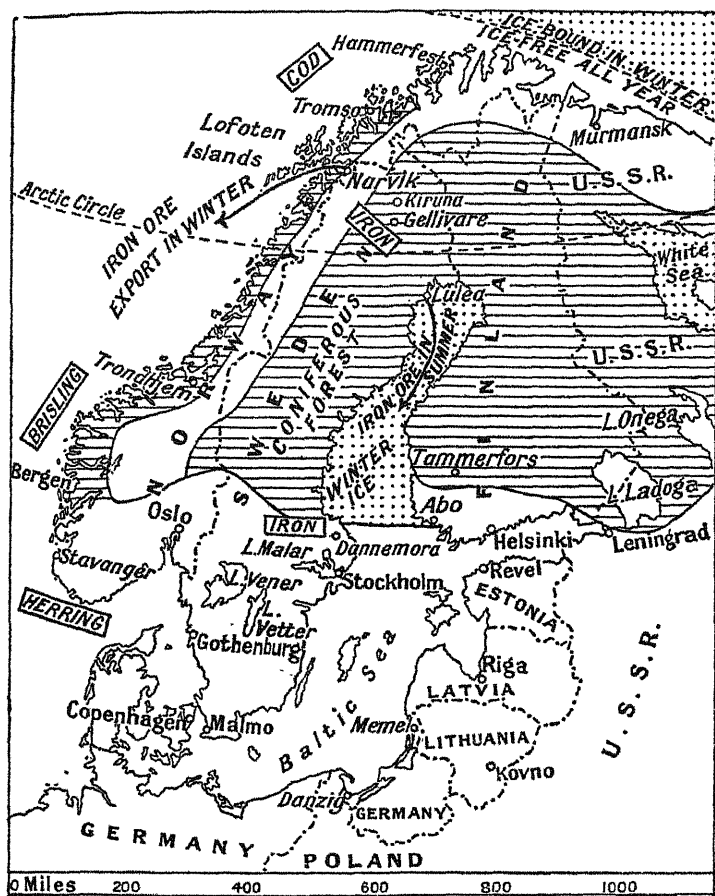 ICE-BOUND IN WINTER
ICE-FREE ALL YEAR
Hammerfest
COD
Tromso
Murmansk
Lofoten
Islands
Narvik
U.S.S.R.
Kiruna
Gellivare
Arctic Circle
IRON ORE
EXPORT IN WINTER
IRON
White
Sea
Lulea
NORWAY
SWEDEN
FINLAND
CONIFEROUS
FOREST
IRON ORE IN
SUMMER
U.S.S.R.
Trondhjem
BRISLING
L.Onega
WINTER
ICE
Tammerfors
Bergen
L.Ladoga
Abo
Oslo
IRON
Helsinki
Leningrad
L.Malar
Dannemora
Stavanger
Stockholm
Revel
L.Vener
ESTONIA
HERRING
L.
Vetter
Gothenburg
Baltic Sea
Riga
LATVIA
U.S.S.R.
Copenhagen
Malmo
Memel
LITHUANIA
Kovno
Danzig
GERMANY
GERMANY
POLAND
0 Miles 200 400 600 800 1000